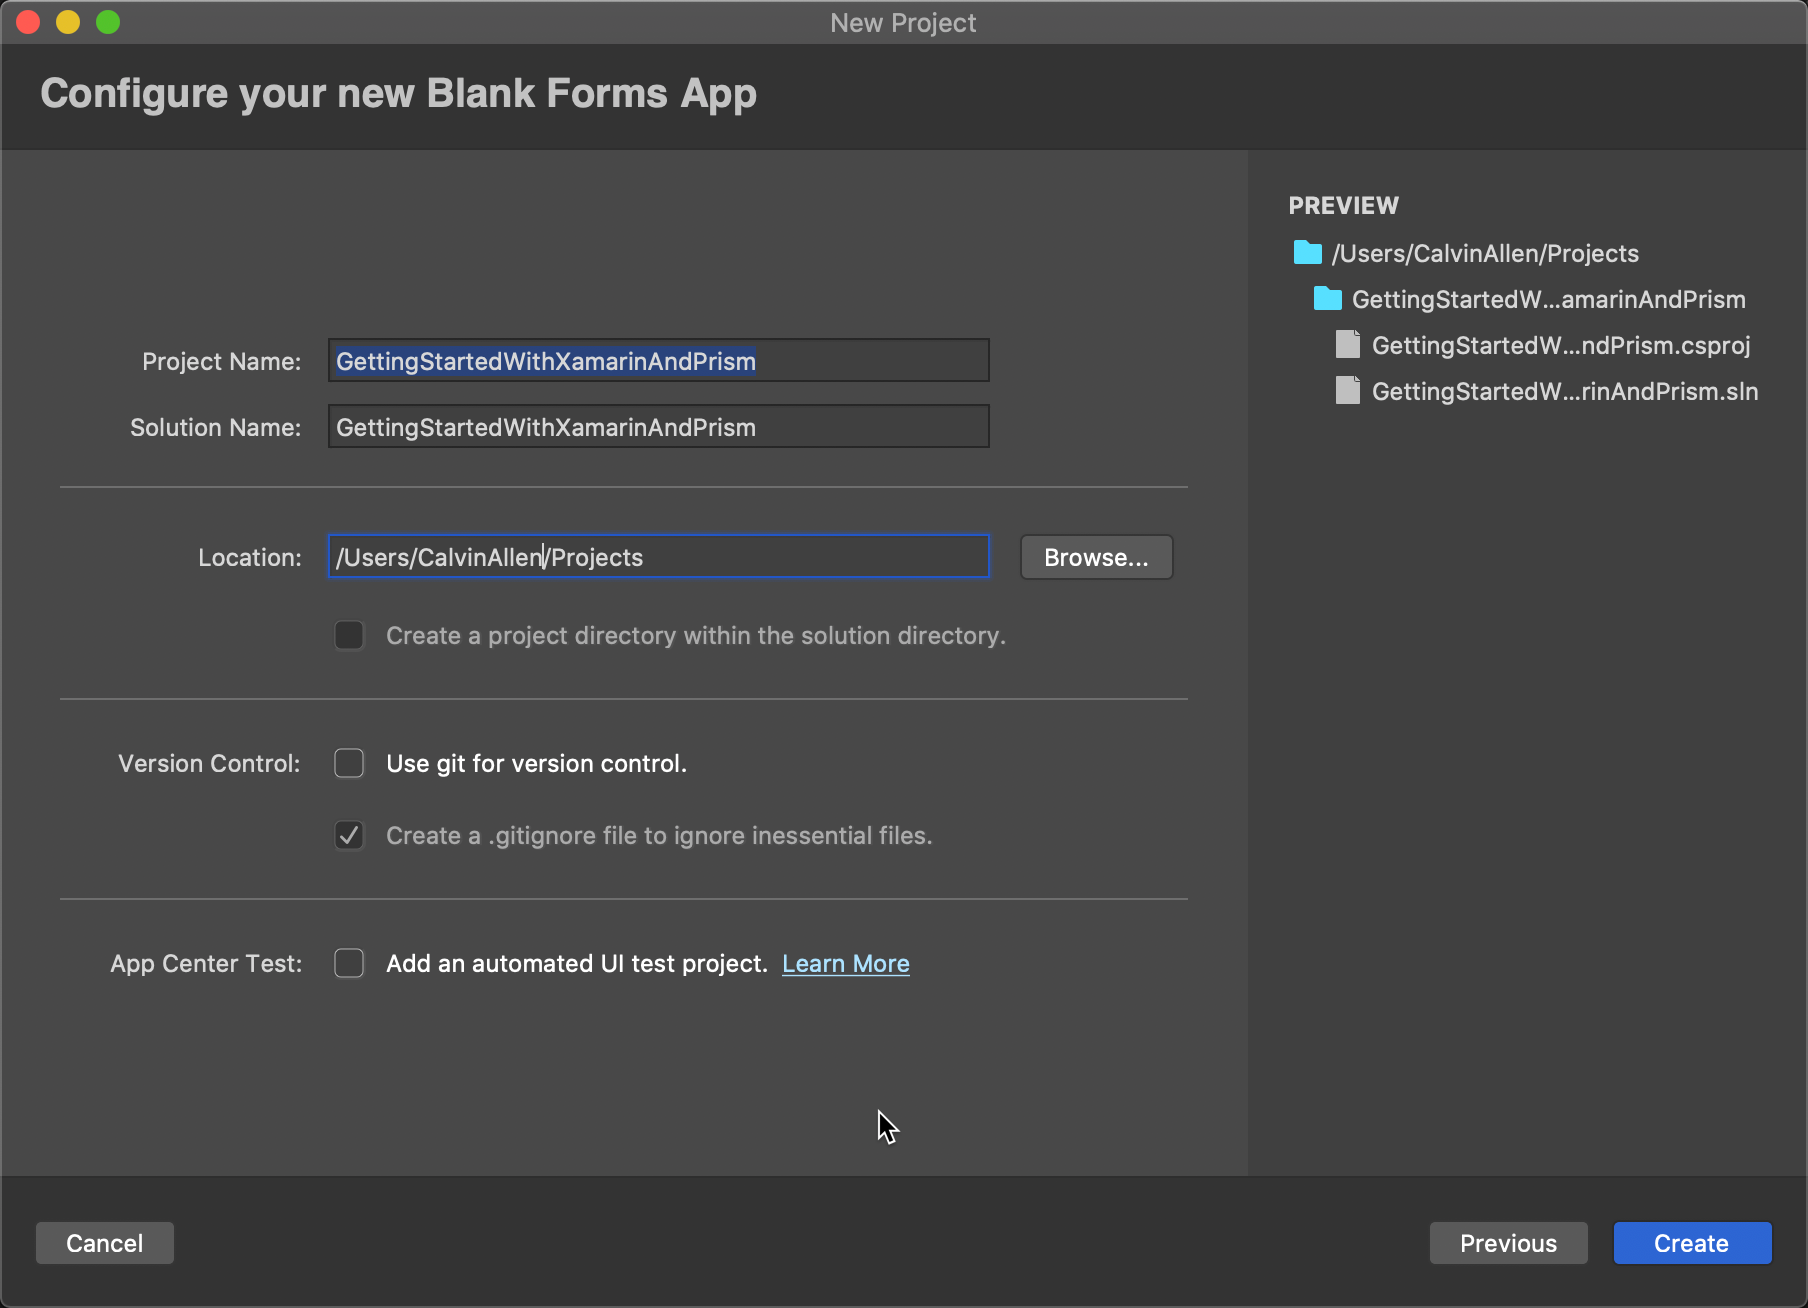 New Project
Configure your new Blank Forms App
Project Name: GettingStartedWithXamarinAndPrism
Solution Name: GettingStartedWithXamarinAndPrism
Location: /Users/CalvinAllen/Projects Browse...
Create a project directory within the solution directory.
Version Control: Use git for version control.
Create a .gitignore file to ignore inessential files.
App Center Test: Add an automated UI test project. Learn More
PREVIEW
/Users/CalvinAllen/Projects
GettingStartedW...amarinAndPrism
GettingStartedW...ndPrism.csproj
GettingStartedW...rinAndPrism.sln
Cancel Previous Create